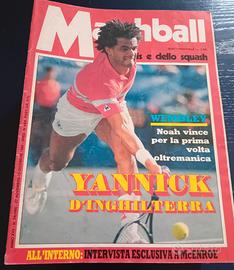 Matchball
is e dello squash
WEMBLEY
Noah vince
per la prima
volta
oltremanica
YANNICK
D'INGHILTERRA
ALL'INTERNO: INTERVISTA ESCLUSIVA A McENROE